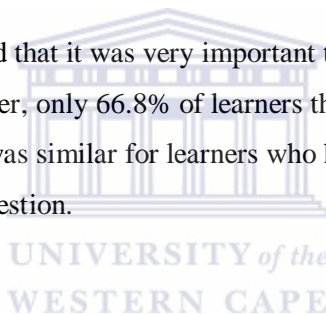 d that it was very important t
er, only 66.8% of learners th
was similar for learners who
estion.
UNIVERSITY of the
WESTERN CAPE